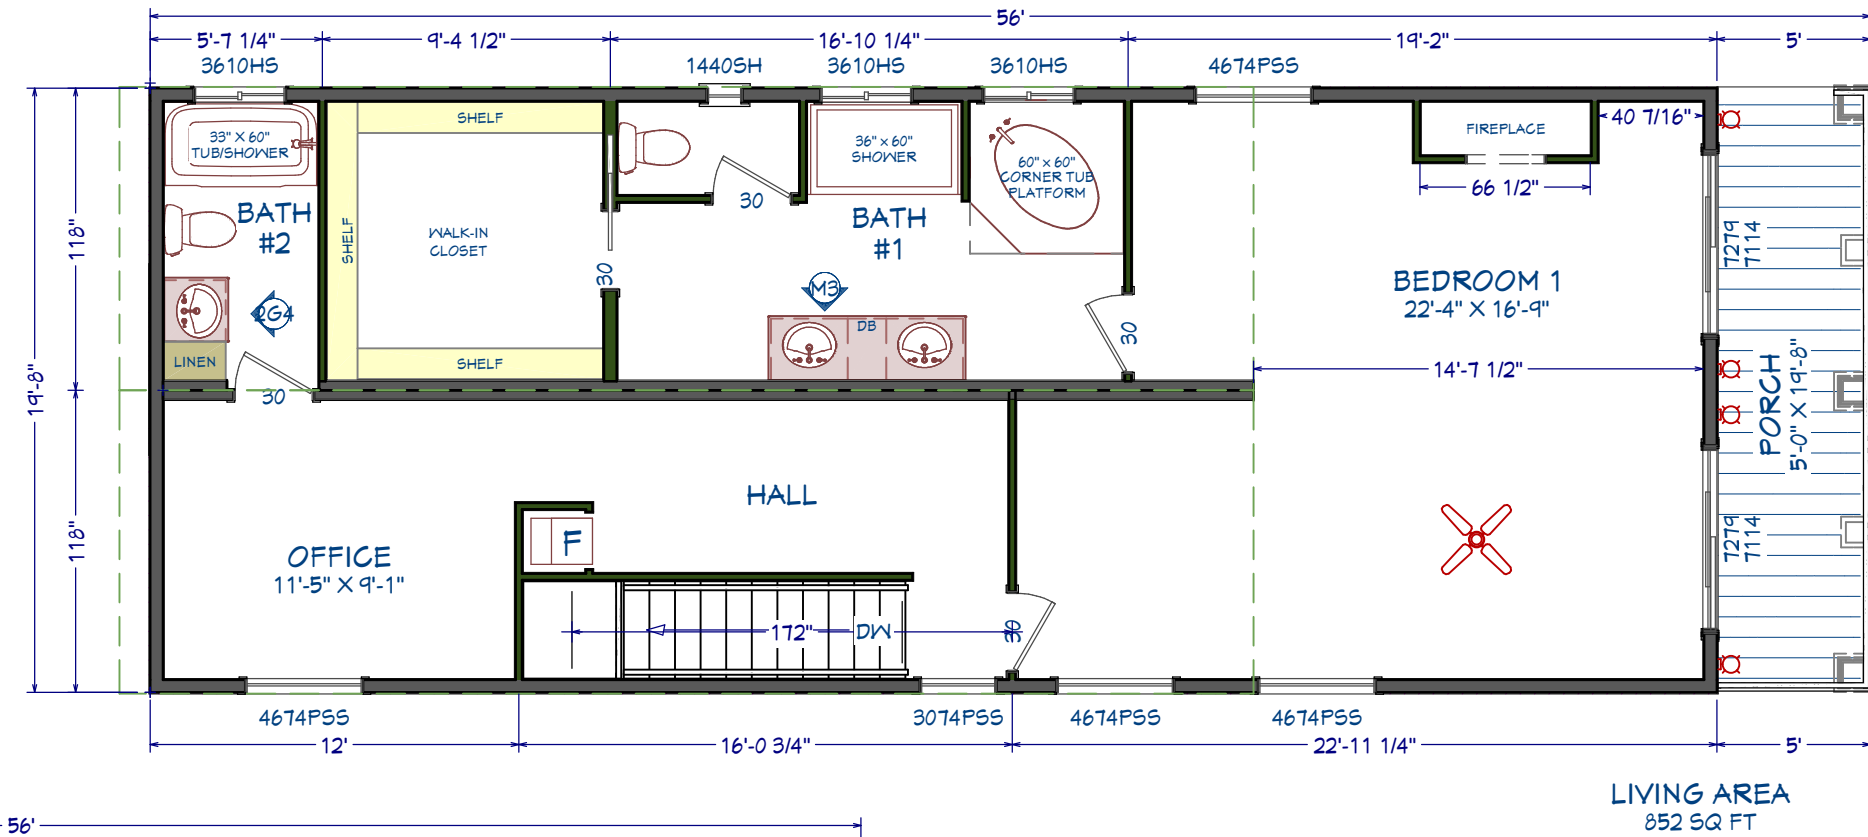 56'
5'-7 1/4"
9'-4 1/2"
16'-10 1/4"
19'-2"
5'
3610HS
1440SH
3610HS
3610HS
4674PSS
33" X 60"
TUB/SHOWER
SHELF
36" x 60"
SHOWER
60" x 60"
CORNER TUB
PLATFORM
FIREPLACE
40 7/16"
66 1/2"
30
BATH
#2
SHELF
WALK-IN
CLOSET
BATH
#1
118"
7279
7114
30
M3
2G4
BEDROOM 1
22'-4" X 16'-9"
DB
30
LINEN
SHELF
14'-7 1/2"
PORCH
5'-0" X 19'-8"
19'-8"
30
HALL
118"
F
OFFICE
11'-5" X 9'-1"
7279
7114
172"
DW
30
4674PSS
3074PSS
4674PSS
4674PSS
12'
16'-0 3/4"
22'-11 1/4"
5'
LIVING AREA
852 SQ FT
56'